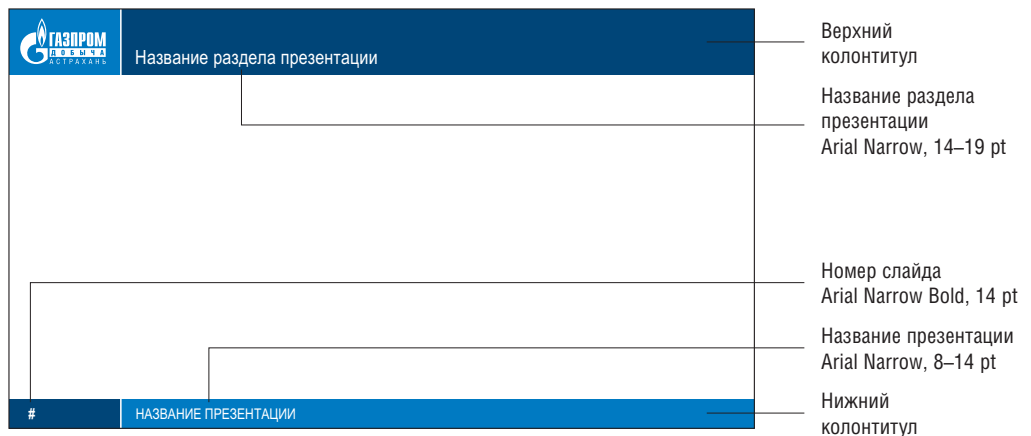 ГАЗПРОМ
ДОБЫЧА
АСТРАХАНЬ
Название раздела презентации
#
НАЗВАНИЕ ПРЕЗЕНТАЦИИ
Верхний
колонтитул
Название раздела
презентации
Arial Narrow, 14–19 pt
Номер слайда
Arial Narrow Bold, 14 pt
Название презентации
Arial Narrow, 8–14 pt
Нижний
колонтитул